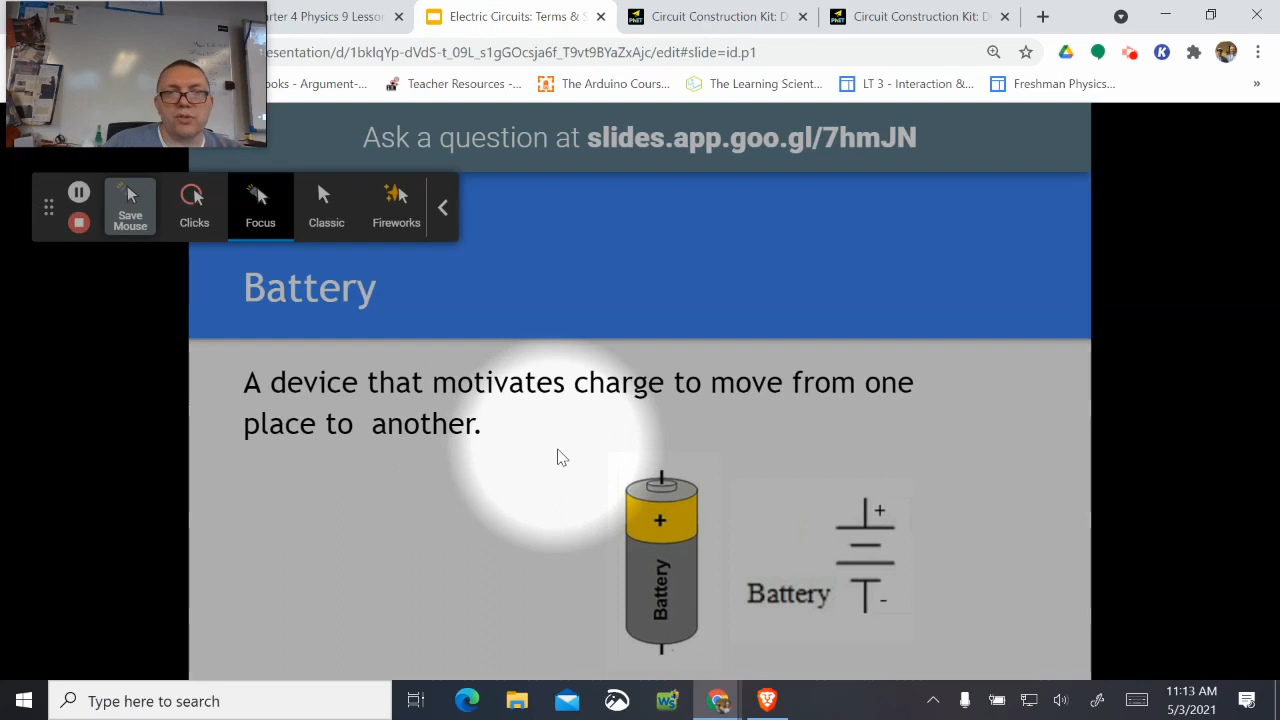 arter 4 Physics 9 Lesso
Electric Circuits: Terms & S
Circuit Construction Kit: D
Circuit Construction Kit: D
esentation/d/1bklqYp-dVdS-t_09L_s1gGOcsja6f_T9vt9BYaZxAjc/edit#slide=id.p1
ooks - Argument-...
Teacher Resources -...
The Arduino Cours...
The Learning Scient...
LT 3 - Interaction &...
Freshman Physics...
Ask a question at slides.app.goo.gl/7hmJN
Save
Mouse
Clicks
Focus
Classic
Fireworks
Battery
A device that motivates charge to move from one
place to another.
+
Battery
+
Battery
-
Type here to search
11:13 AM
5/3/2021